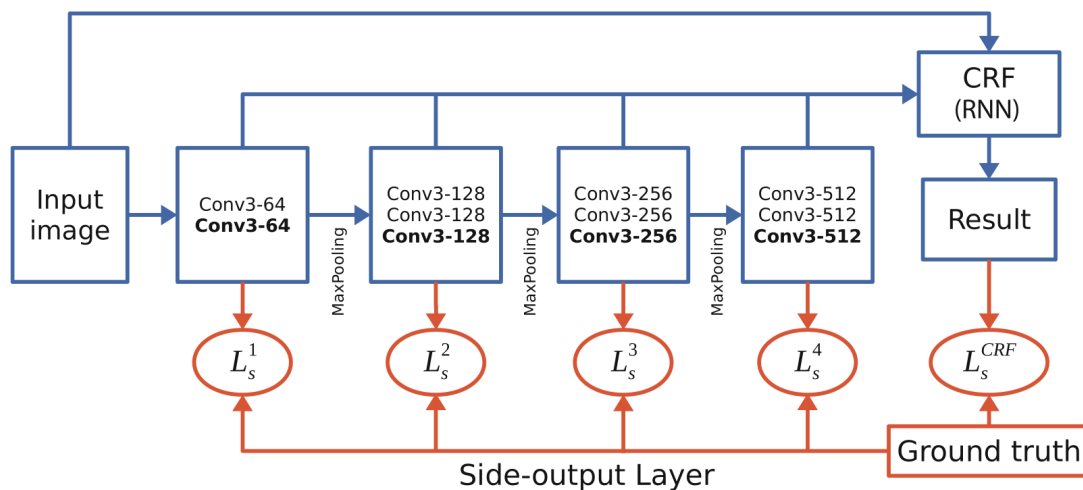 CRF
(RNN)
Input
image
Conv3-64
Conv3-64
MaxPooling
Conv3-128
Conv3-128
Conv3-128
MaxPooling
Conv3-256
Conv3-256
Conv3-256
MaxPooling
Conv3-512
Conv3-512
Conv3-512
Result
L_s^1
L_s^2
L_s^3
L_s^4
L_s^{CRF}
Ground truth
Side-output Layer